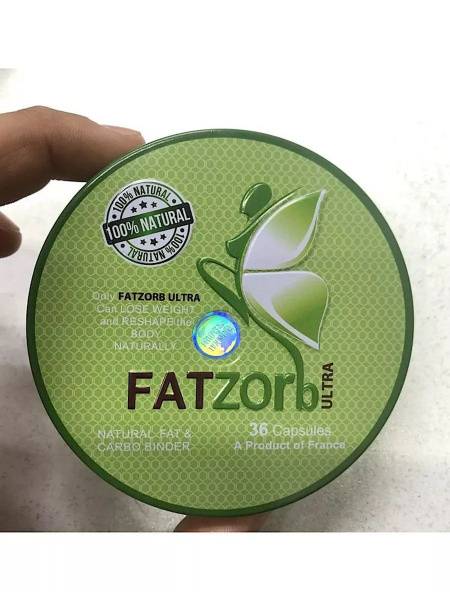 100% NATURAL
100% NATURAL
100% NATURAL
Only FATZORB ULTRA
Can LOSE WEIGHT
and RESHAPE the
BODY
NATURALLY
FATzorb
ULTRA
NATURAL FAT &
CARBO.BINDER
36 Capsules
A Product of France